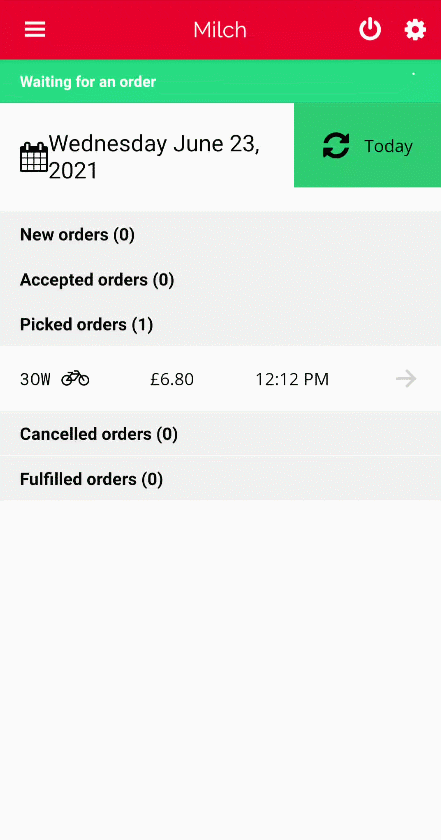 Milch
Waiting for an order
Wednesday June 23,
2021
Today
New orders (0)
Accepted orders (0)
Picked orders (1)
3OW £6.80 12:12 PM
Cancelled orders (0)
Fulfilled orders (0)